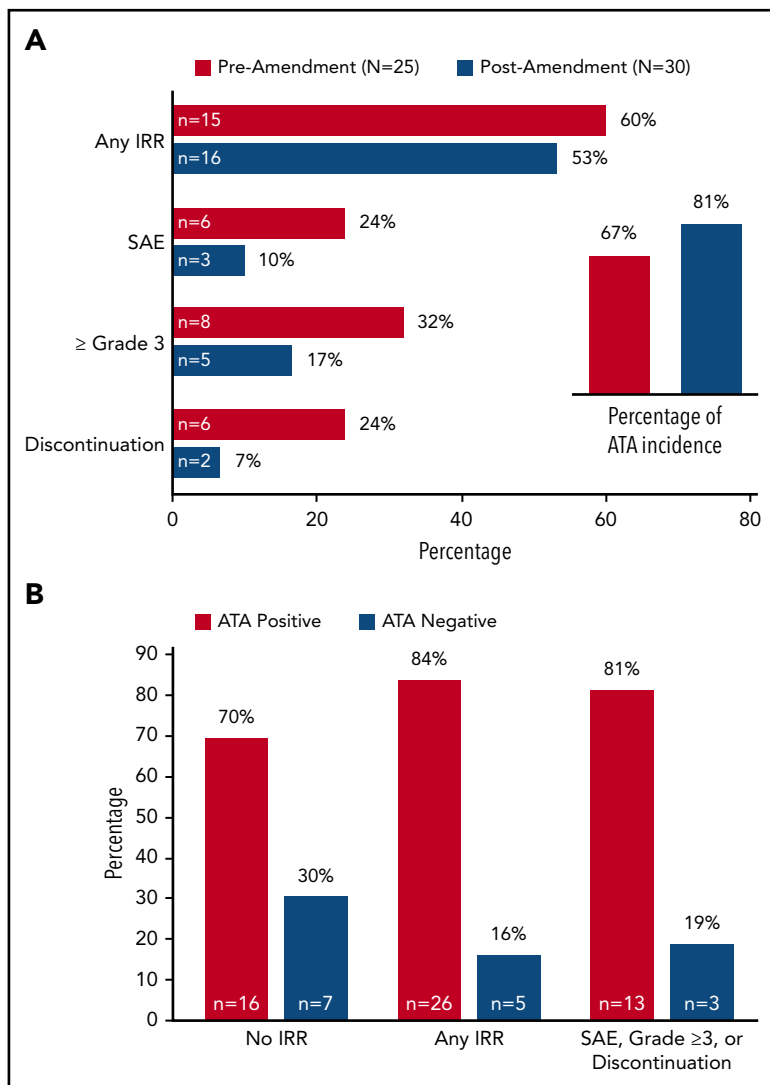 A
Pre-Amendment (N=25) Post-Amendment (N=30)
Any IRR
n=15 60%
n=16 53%
SAE
n=6 24%
n=3 10%
≥ Grade 3
n=8 32%
n=5 17%
Discontinuation
n=6 24%
n=2 7%
0 20 40 60 80
Percentage
67% 81%
Percentage of
ATA incidence
B
ATA Positive ATA Negative
Percentage
90
80
70
60
50
40
30
20
10
0
70% 30% 84% 16% 81% 19%
n=16 n=7 n=26 n=5 n=13 n=3
No IRR Any IRR SAE, Grade ≥3, or
Discontinuation